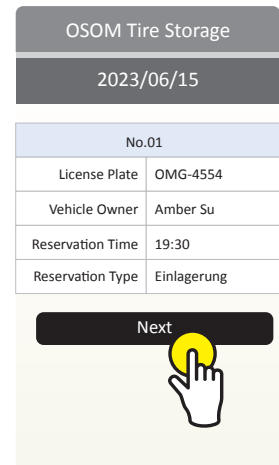 OSOM Tire Storage
2023/06/15
No.01
License Plate OMG-4554
Vehicle Owner Amber Su
Reservation Time 19:30
Reservation Type Einlagerung
Next